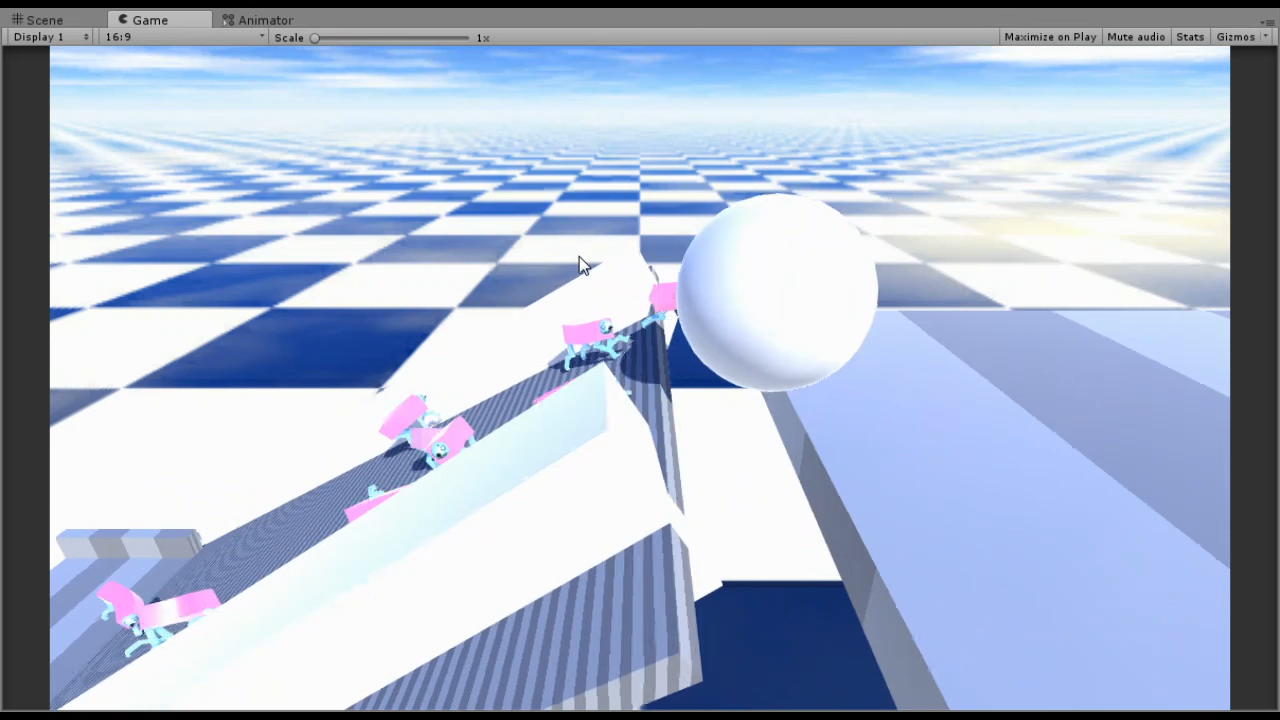 Scene Game Animator
Display 1 16:9 Scale 1x Maximize on Play Mute audio Stats Gizmos